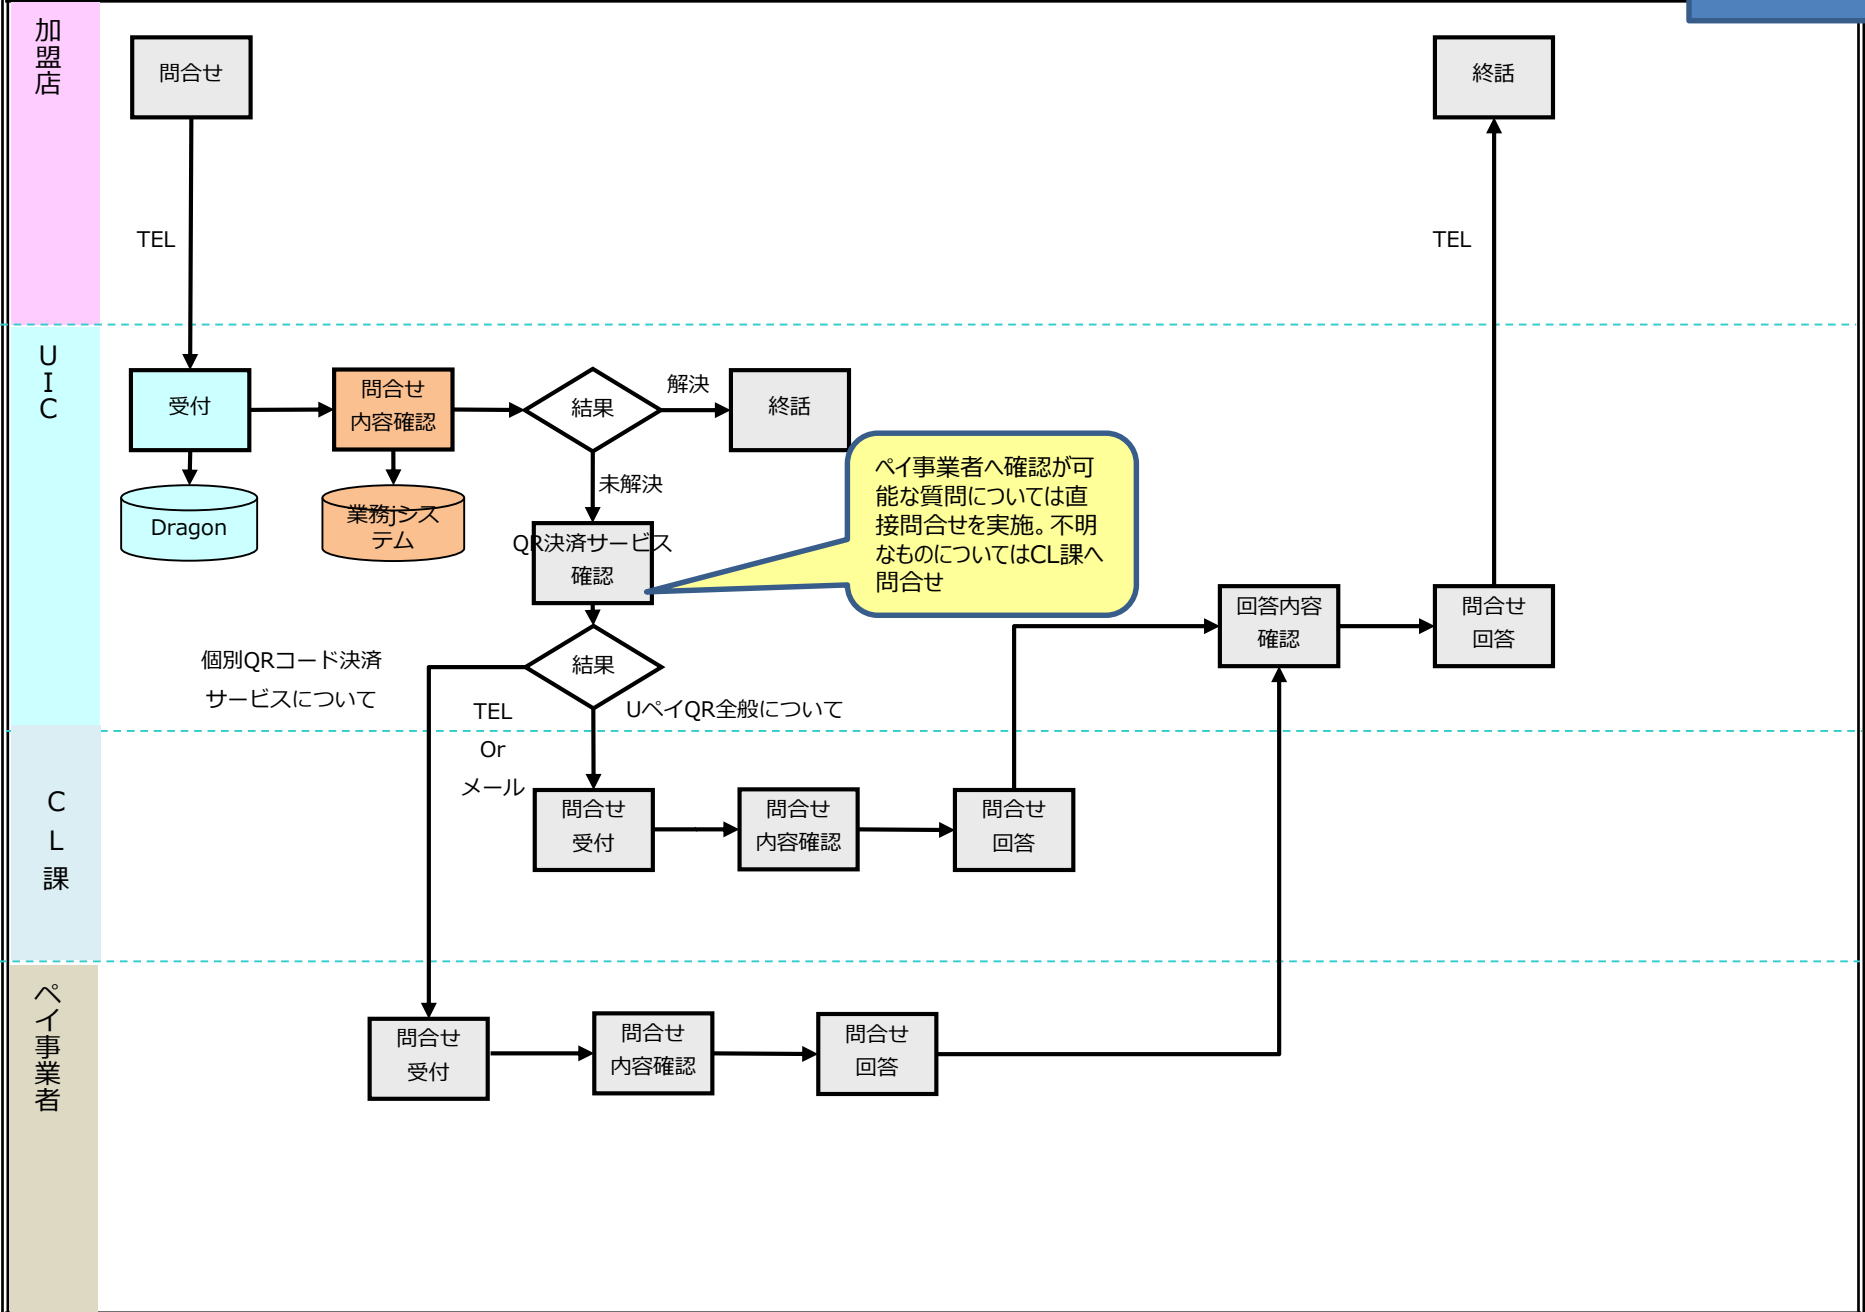 加盟店
問合せ
終話
TEL
TEL
UIC
受付
問合せ
内容確認
結果
解決
終話
未解決
Dragon
業務jシス
テム
QR決済サービス
確認
ペイ事業者へ確認が可
能な質問については直
接問合せを実施。不明
なものについてはCL課へ
問合せ
回答内容
確認
問合せ
回答
結果
個別QRコード決済
サービスについて
TEL
Or
メール
UペイQR全般について
CL課
問合せ
受付
問合せ
内容確認
問合せ
回答
ペイ事業者
問合せ
受付
問合せ
内容確認
問合せ
回答